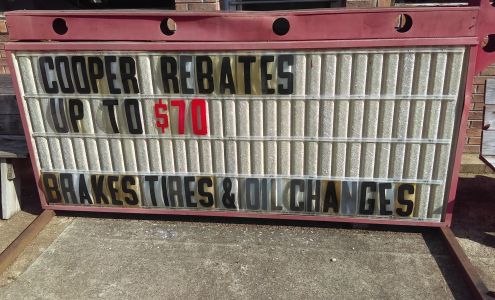 COOPER REBATES
UP TO $70
BRAKES TIRES & OIL CHANGES